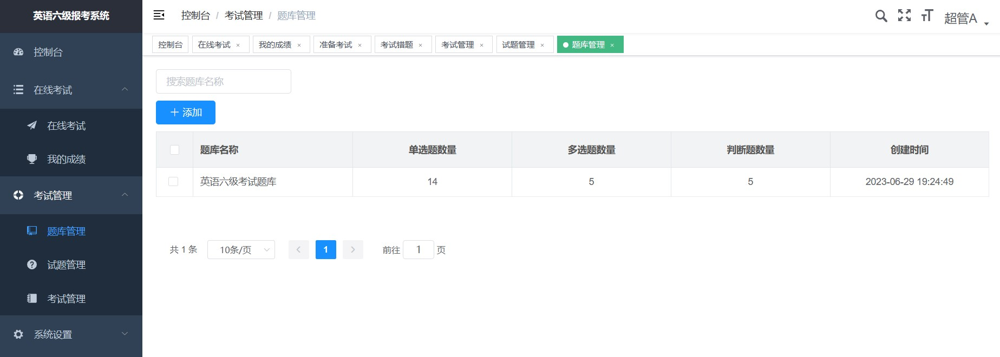 英语六级报考系统
控制台 / 考试管理 / 题库管理
超管A
控制台
在线考试 ×
我的成绩 ×
准备考试 ×
考试错题 ×
考试管理 ×
试题管理 ×
题库管理 ×
控制台
在线考试
在线考试
我的成绩
考试管理
题库管理
试题管理
考试管理
系统设置
搜索题库名称
添加
题库名称 单选题数量 多选题数量 判断题数量 创建时间
英语六级考试题库 14 5 5 2023-06-29 19:24:49
共 1 条 10条/页 1 前往 1 页